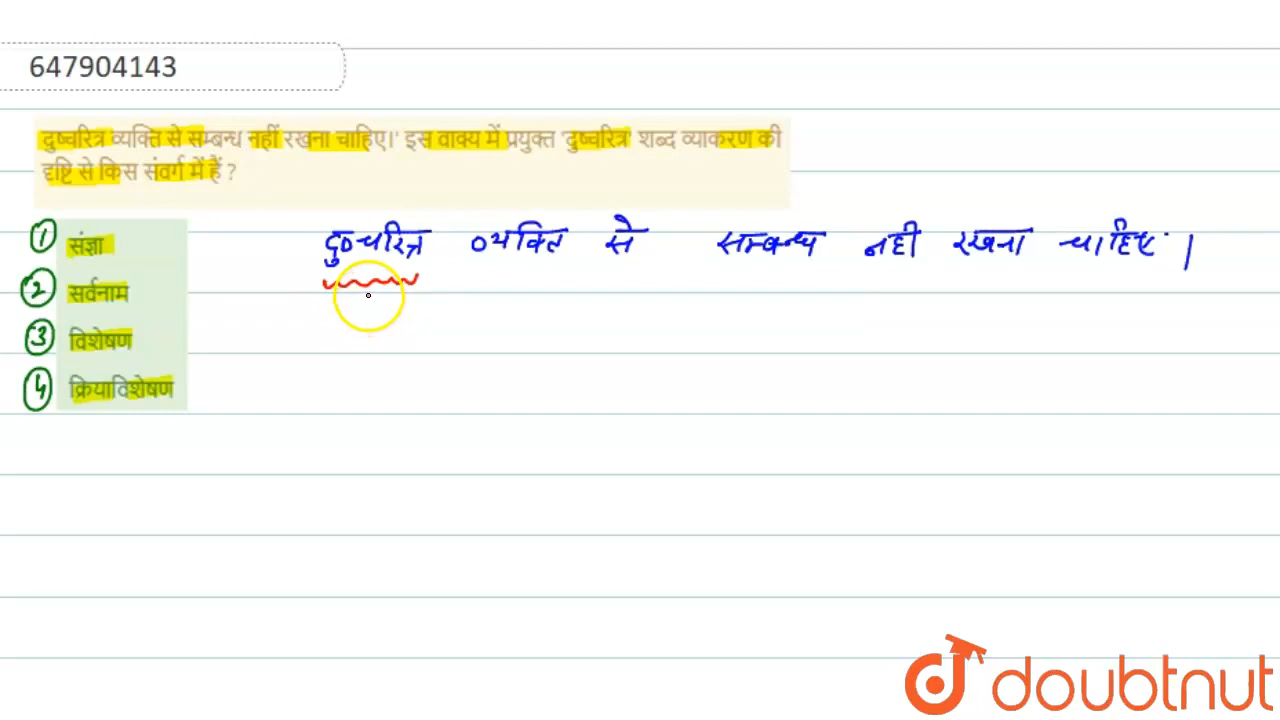 647904143
दुष्चरित्र व्यक्ति से सम्बन्ध नहीं रखना चाहिए।' इस वाक्य में प्रयुक्त 'दुष्चरित्र' शब्द व्याकरण की
दृष्टि से किस संवर्ग में हैं ?
1 संज्ञा
दुष्चरित्र व्यक्ति से सम्बन्ध नही रखना चाहिए ।
2 सर्वनाम
3 विशेषण
4 क्रियाविशेषण
doubtnut